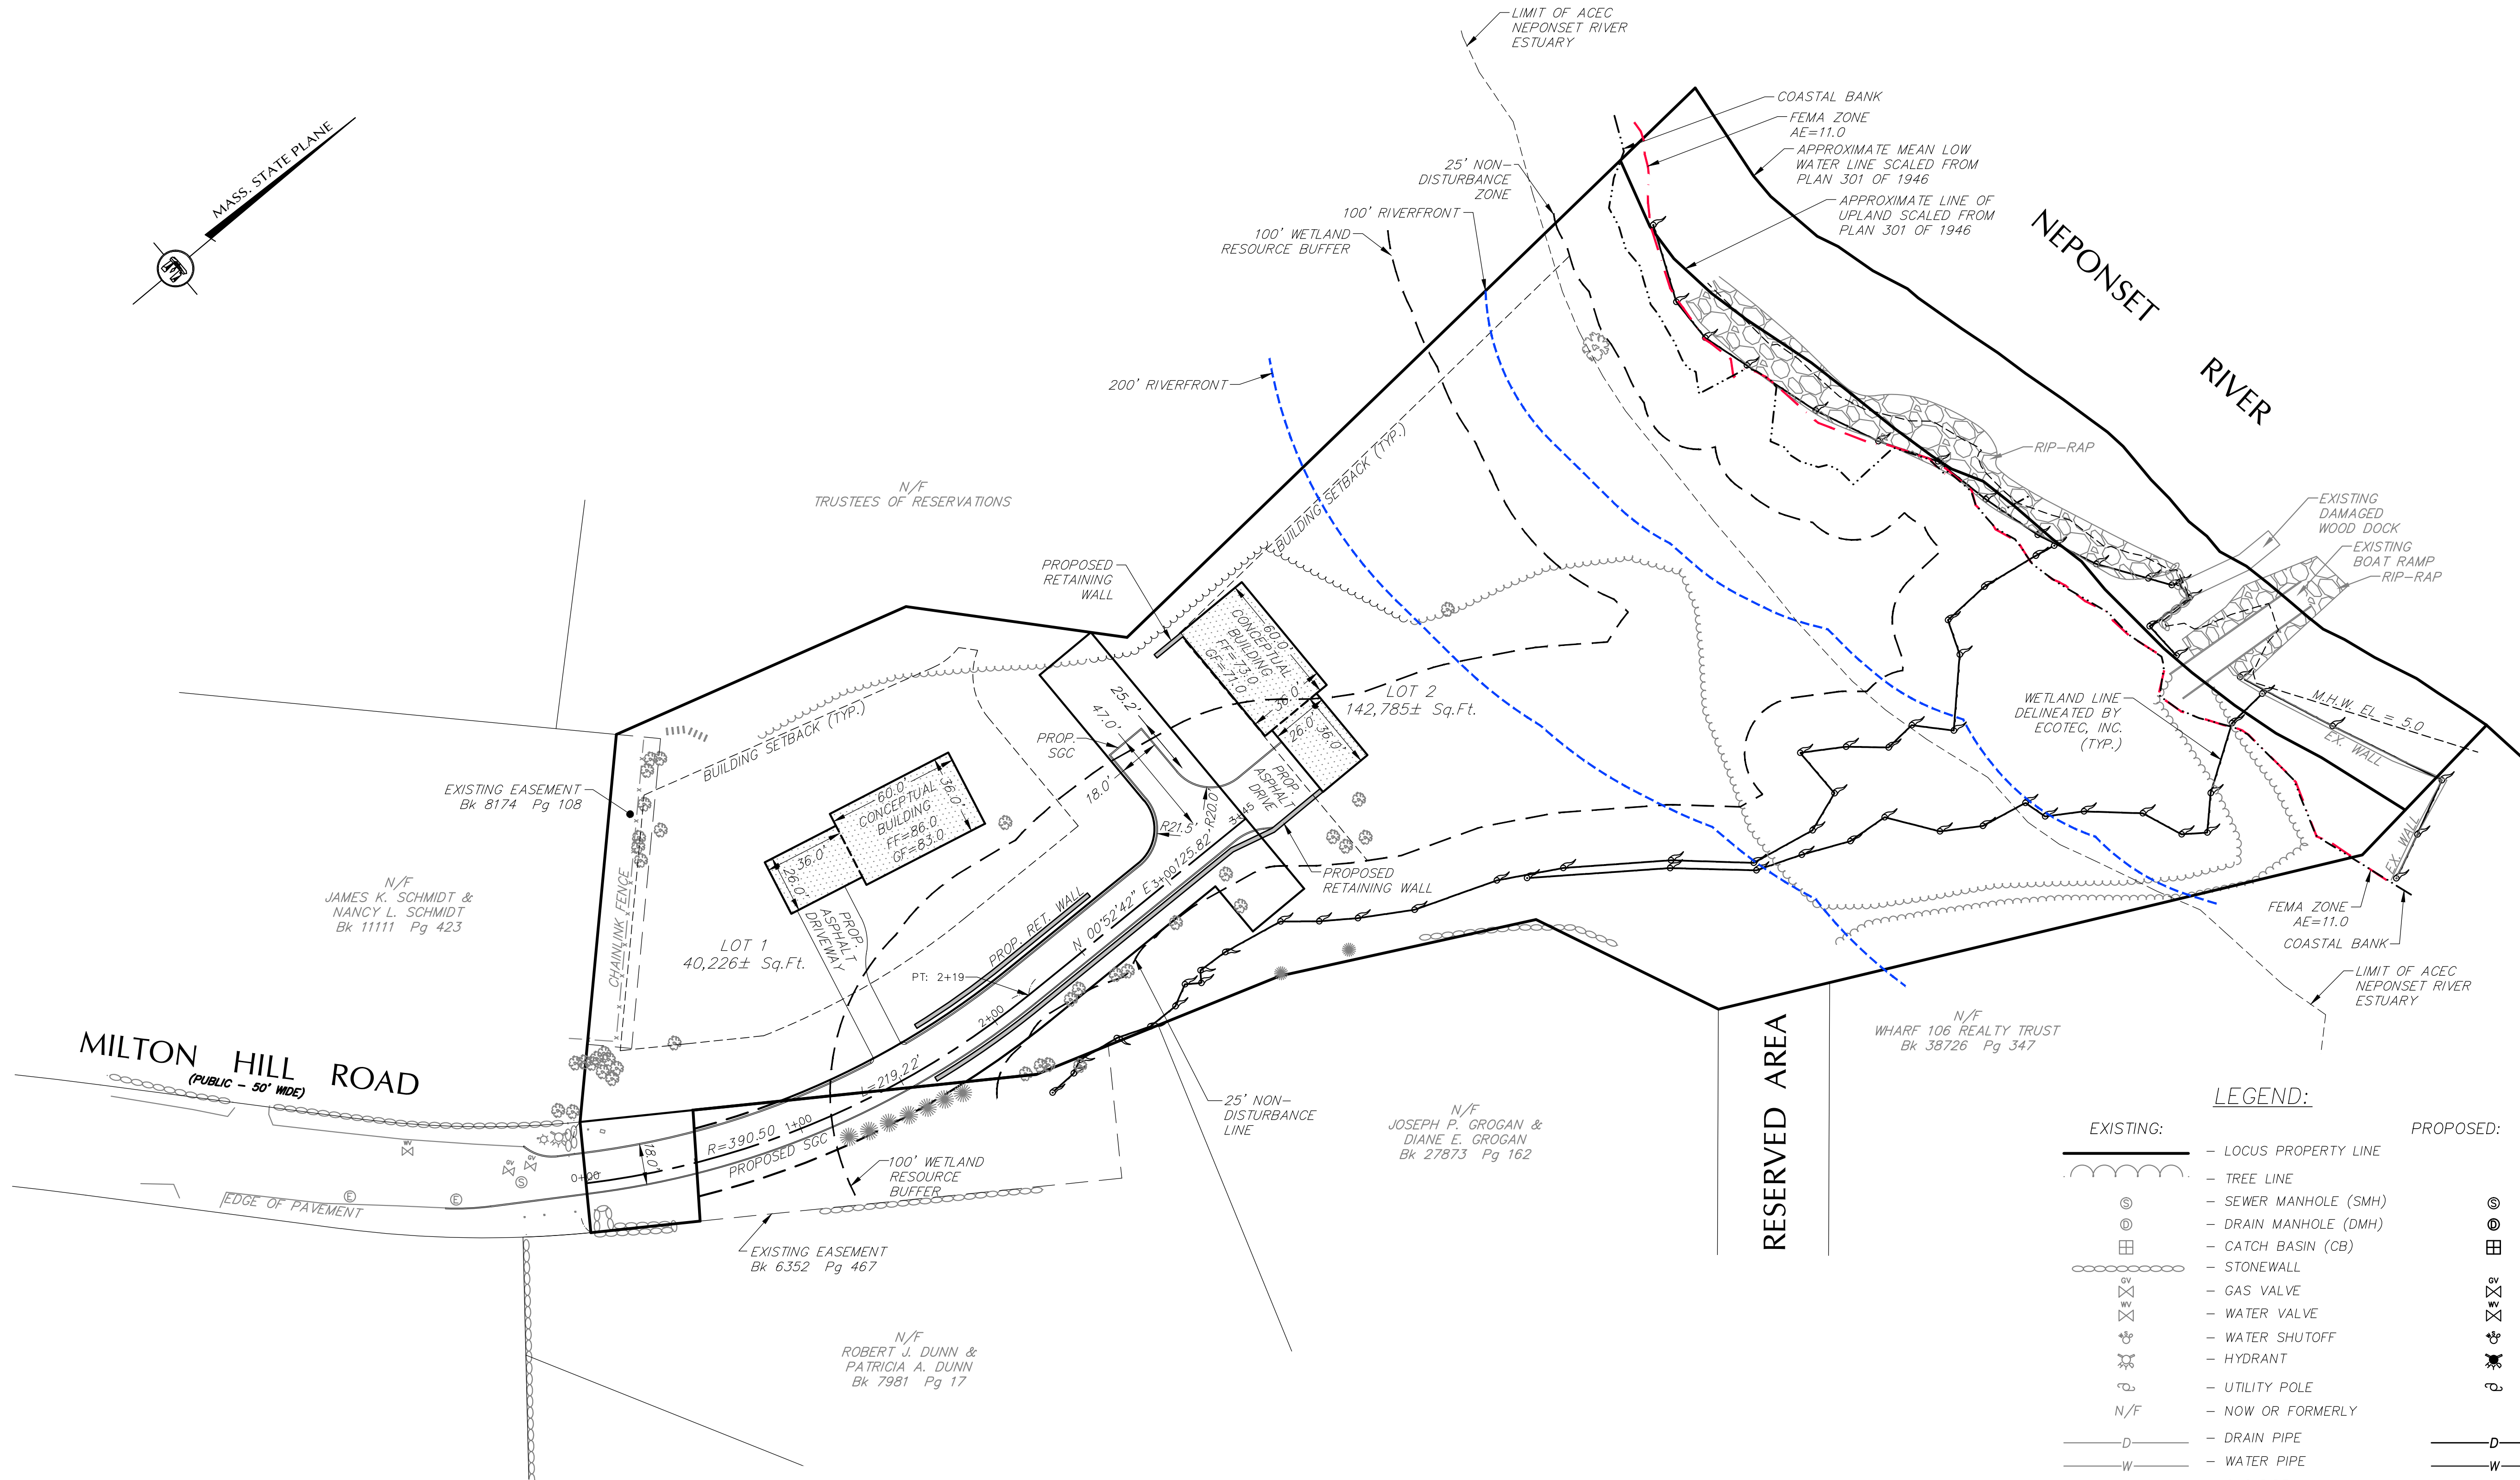 LIMIT OF ACEC
NEPONSET RIVER
ESTUARY
MASS. STATE PLANE
COASTAL BANK
FEMA ZONE
AE=11.0
APPROXIMATE MEAN LOW
WATER LINE SCALED FROM
PLAN 301 OF 1946
25' NON-
DISTURBANCE
ZONE
APPROXIMATE LINE OF
UPLAND SCALED FROM
PLAN 301 OF 1946
100' RIVERFRONT
100' WETLAND
RESOURCE BUFFER
NEPONSET
RIVER
200' RIVERFRONT
BUILDING SETBACK (TYP.)
RIP-RAP
N/F
TRUSTEES OF RESERVATIONS
EXISTING
DAMAGED
WOOD DOCK
EXISTING
BOAT RAMP
RIP-RAP
PROPOSED
RETAINING
WALL
60.0'
CONCEPTUAL
BUILDING
FF=73.0
GF=71.0
36.0'
26.0'
36.0'
LOT 2
142,785± Sq.Ft.
WETLAND LINE
DELINEATED BY
ECOTEC, INC.
(TYP.)
M.H.W. EL = 5.0
EX. WALL
EX. WALL
25.2'
47.0'
PROP.
SGC
18.0'
BUILDING SETBACK (TYP.)
PROP.
ASPHALT
DRIVE
R20.0'
R21.5'
3+45
EXISTING EASEMENT
Bk 8174 Pg 108
60.0'
CONCEPTUAL
BUILDING
FF=86.0
GF=83.0
36.0'
36.0'
26.0'
CHAINLINK FENCE
N/F
JAMES K. SCHMIDT &
NANCY L. SCHMIDT
Bk 11111 Pg 423
LOT 1
40,226± Sq.Ft.
PROP.
ASPHALT
DRIVEWAY
PROP. RET. WALL
N 00°52'42" E
3+00
125.82'
PT: 2+19
2+00
PROPOSED
RETAINING WALL
FEMA ZONE
AE=11.0
COASTAL BANK
LIMIT OF ACEC
NEPONSET RIVER
ESTUARY
N/F
WHARF 106 REALTY TRUST
Bk 38726 Pg 347
RESERVED AREA
MILTON HILL ROAD
(PUBLIC - 50' WIDE)
L=219.22'
R=390.50
1+00
PROPOSED SGC
18.0'
0+00
GV
GV
WV
S
E
E
EDGE OF PAVEMENT
25' NON-
DISTURBANCE
LINE
100' WETLAND
RESOURCE
BUFFER
N/F
JOSEPH P. GROGAN &
DIANE E. GROGAN
Bk 27873 Pg 162
EXISTING EASEMENT
Bk 6352 Pg 467
N/F
ROBERT J. DUNN &
PATRICIA A. DUNN
Bk 7981 Pg 17
LEGEND:
EXISTING: PROPOSED:
- LOCUS PROPERTY LINE
- TREE LINE
S - SEWER MANHOLE (SMH) S
D - DRAIN MANHOLE (DMH) D
- CATCH BASIN (CB)
- STONEWALL
GV - GAS VALVE GV
WV - WATER VALVE WV
- WATER SHUTOFF
- HYDRANT
- UTILITY POLE
N/F - NOW OR FORMERLY
D - DRAIN PIPE D
W - WATER PIPE W